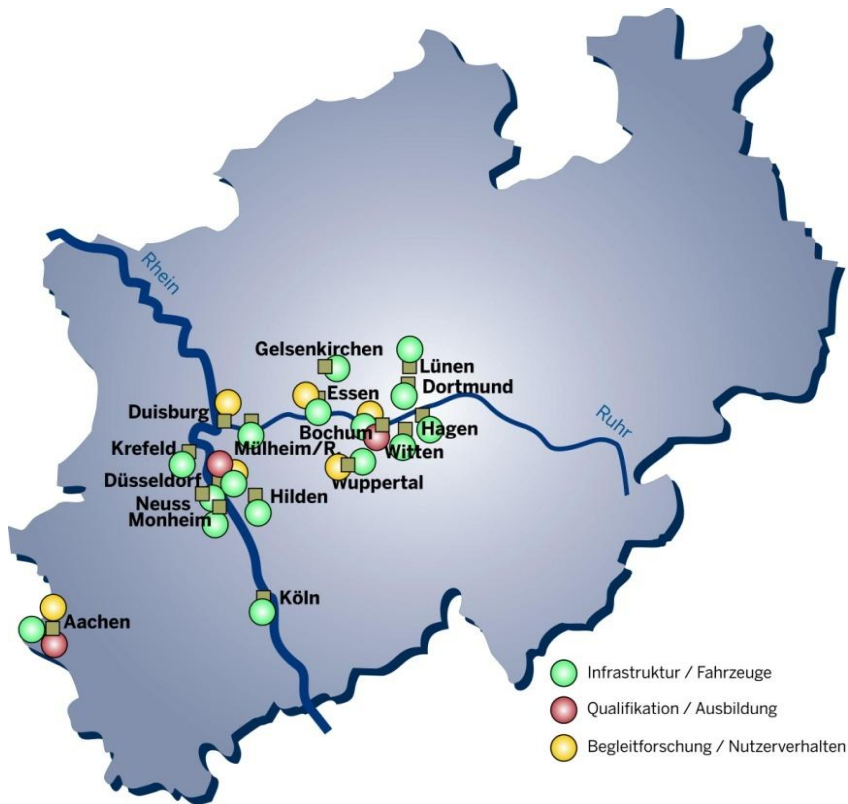 Rhein
Gelsenkirchen
Lünen
Essen
Dortmund
Duisburg
Ruhr
Bochum
Hagen
Krefeld
Mülheim/R.
Witten
Düsseldorf
Wuppertal
Neuss
Hilden
Monheim
Köln
Aachen
Infrastruktur / Fahrzeuge
Qualifikation / Ausbildung
Begleitforschung / Nutzerverhalten